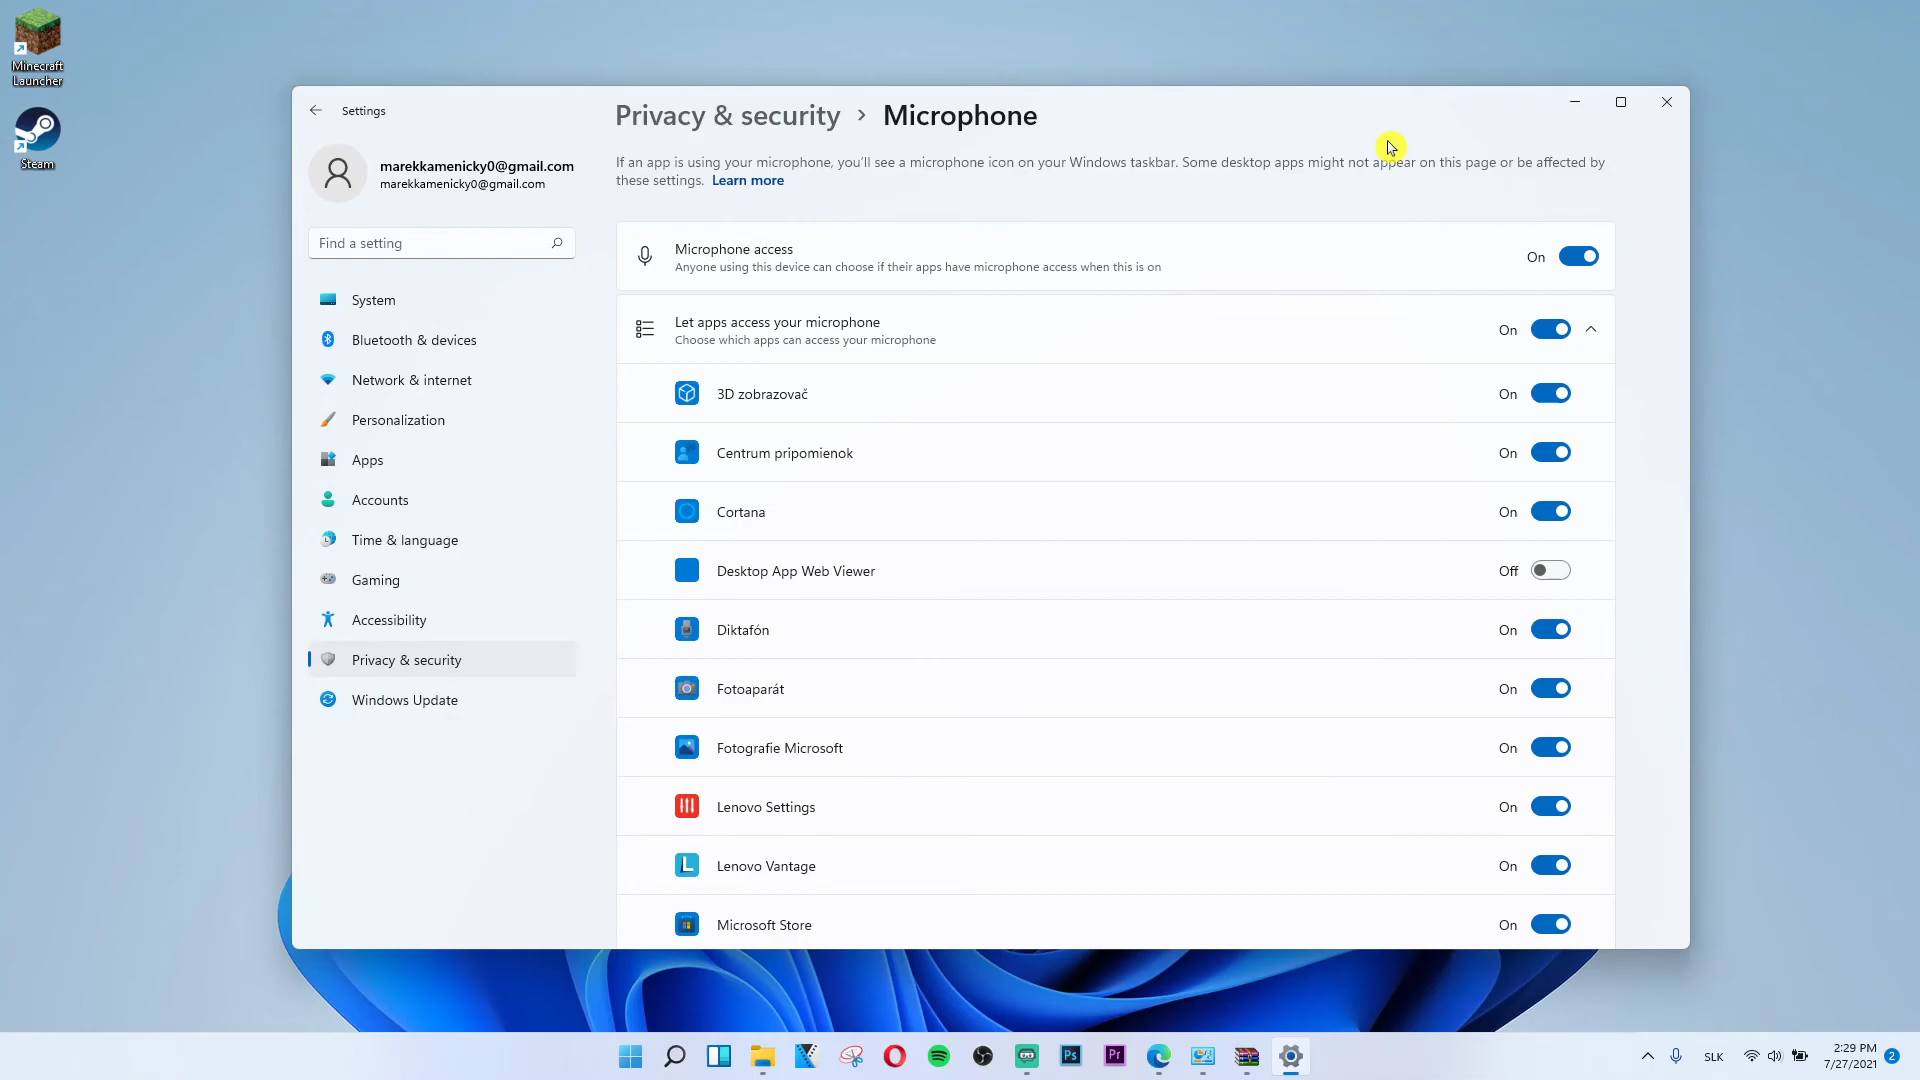 Minecraft
Launcher
Steam
Settings
marekkamenicky0@gmail.com
marekkamenicky0@gmail.com
Find a setting
System
Bluetooth & devices
Network & internet
Personalization
Apps
Accounts
Time & language
Gaming
Accessibility
Privacy & security
Windows Update
Privacy & security › Microphone
If an app is using your microphone, you'll see a microphone icon on your Windows taskbar. Some desktop apps might not appear on this page or be affected by
these settings. Learn more
Microphone access
Anyone using this device can choose if their apps have microphone access when this is on
On
Let apps access your microphone
Choose which apps can access your microphone
On
3D zobrazovač On
Centrum pripomienok On
Cortana On
Desktop App Web Viewer Off
Diktafón On
Fotoaparát On
Fotografie Microsoft On
Lenovo Settings On
Lenovo Vantage On
Microsoft Store On
Ps
Pr
SLK
2:29 PM
7/27/2021
2